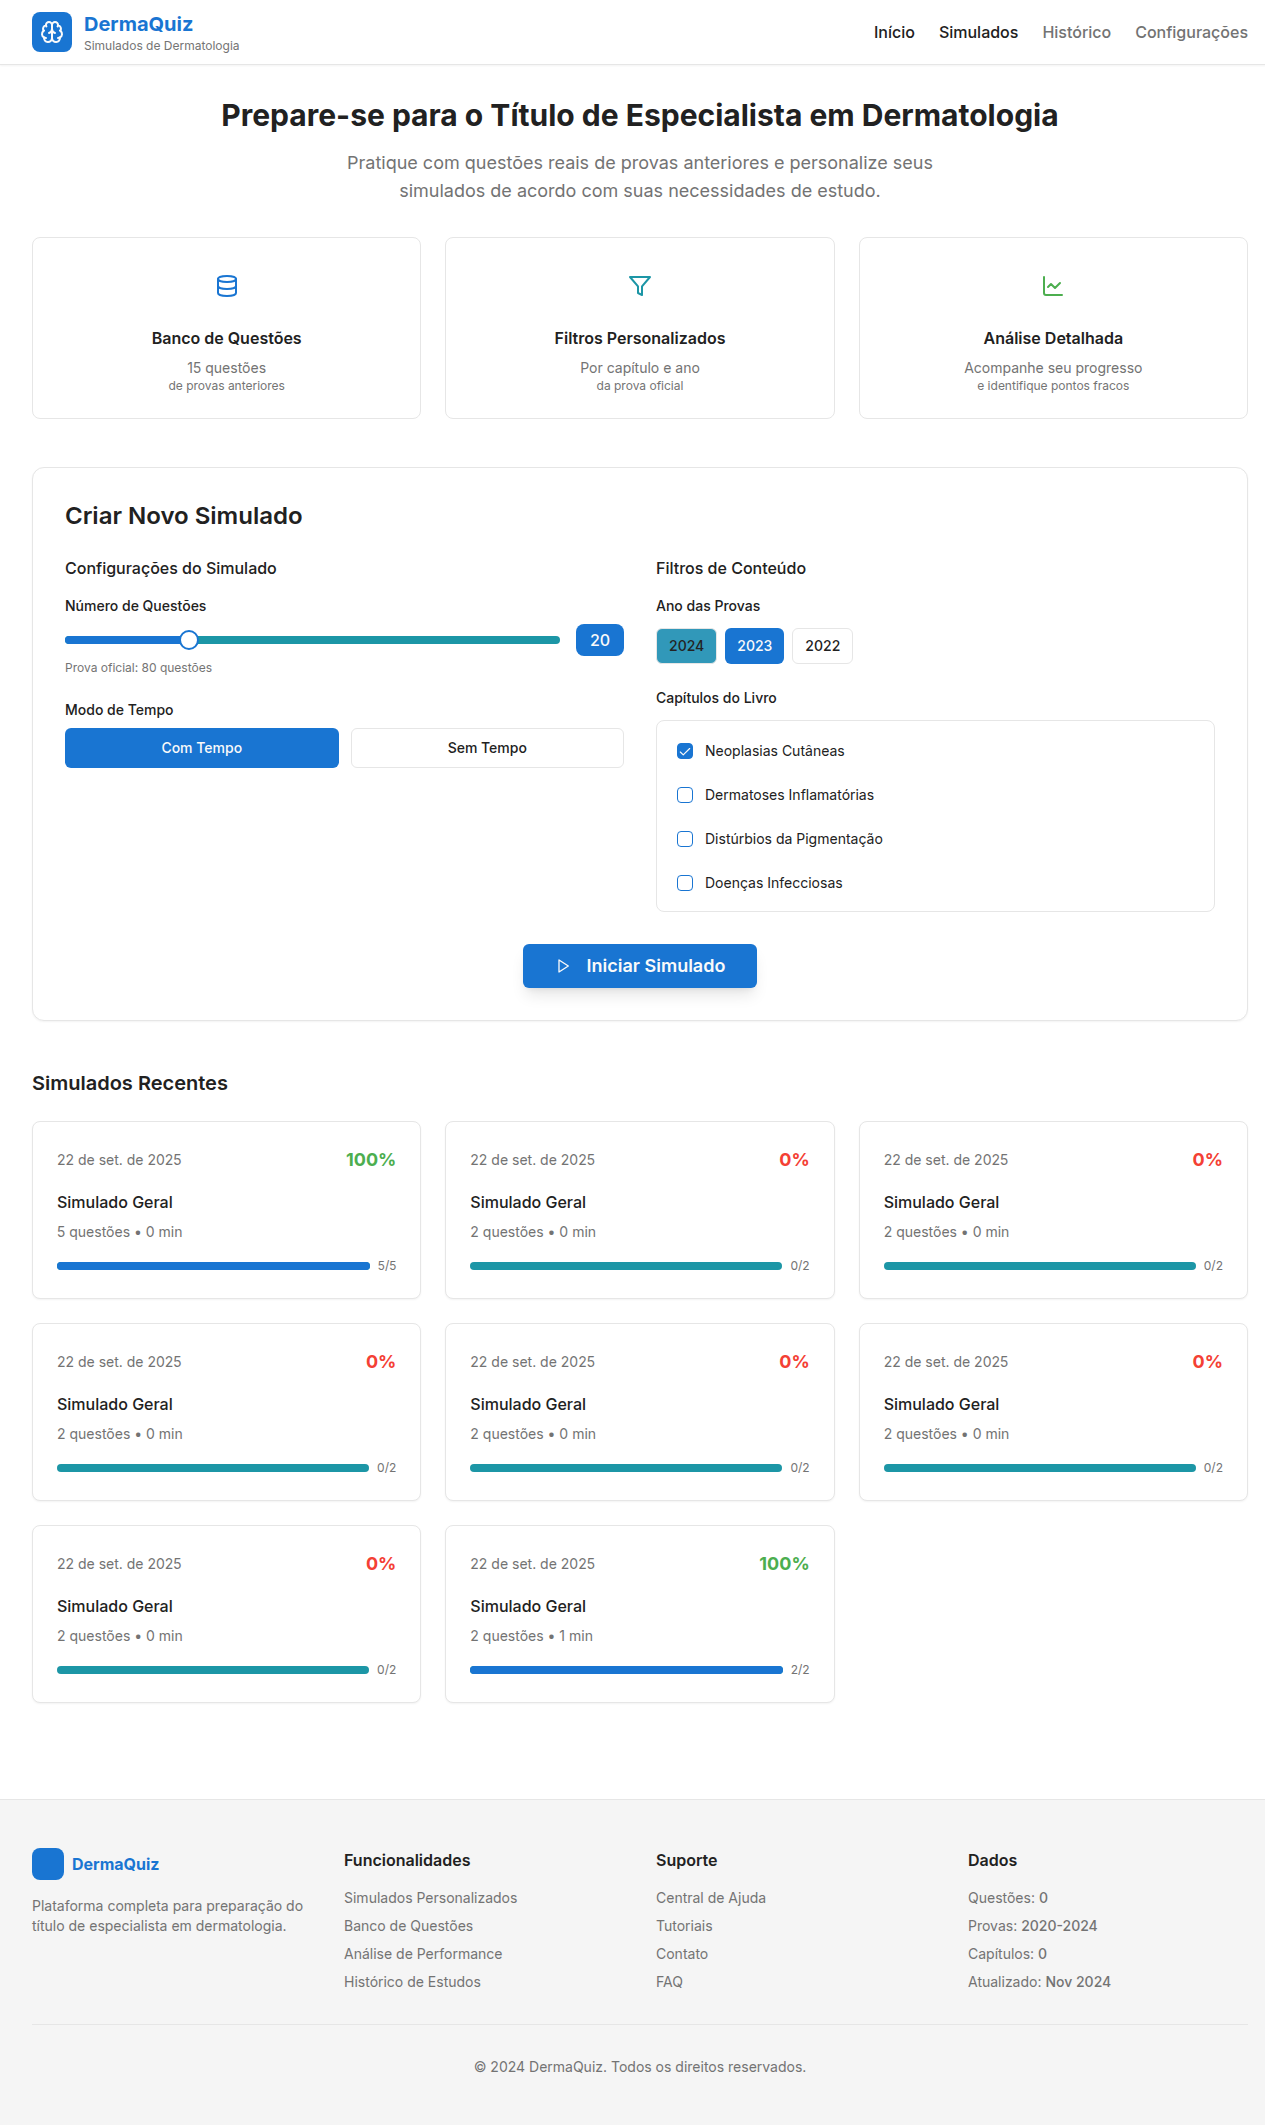 DermaQuiz
Simulados de Dermatologia
Início
Simulados
Histórico
Configurações
Prepare-se para o Título de Especialista em Dermatologia
Pratique com questões reais de provas anteriores e personalize seus
simulados de acordo com suas necessidades de estudo.
Banco de Questões
15 questões
de provas anteriores
Filtros Personalizados
Por capítulo e ano
da prova oficial
Análise Detalhada
Acompanhe seu progresso
e identifique pontos fracos
Criar Novo Simulado
Configurações do Simulado
Número de Questões
20
Prova oficial: 80 questões
Modo de Tempo
Com Tempo
Sem Tempo
Filtros de Conteúdo
Ano das Provas
2024
2023
2022
Capítulos do Livro
Neoplasias Cutâneas
Dermatoses Inflamatórias
Distúrbios da Pigmentação
Doenças Infecciosas
Iniciar Simulado
Simulados Recentes
22 de set. de 2025
100%
Simulado Geral
5 questões • 0 min
5/5
22 de set. de 2025
0%
Simulado Geral
2 questões • 0 min
0/2
22 de set. de 2025
0%
Simulado Geral
2 questões • 0 min
0/2
22 de set. de 2025
0%
Simulado Geral
2 questões • 0 min
0/2
22 de set. de 2025
0%
Simulado Geral
2 questões • 0 min
0/2
22 de set. de 2025
0%
Simulado Geral
2 questões • 0 min
0/2
22 de set. de 2025
0%
Simulado Geral
2 questões • 0 min
0/2
22 de set. de 2025
100%
Simulado Geral
2 questões • 1 min
2/2
DermaQuiz
Plataforma completa para preparação do
título de especialista em dermatologia.
Funcionalidades
Simulados Personalizados
Banco de Questões
Análise de Performance
Histórico de Estudos
Suporte
Central de Ajuda
Tutoriais
Contato
FAQ
Dados
Questões: 0
Provas: 2020-2024
Capítulos: 0
Atualizado: Nov 2024
© 2024 DermaQuiz. Todos os direitos reservados.